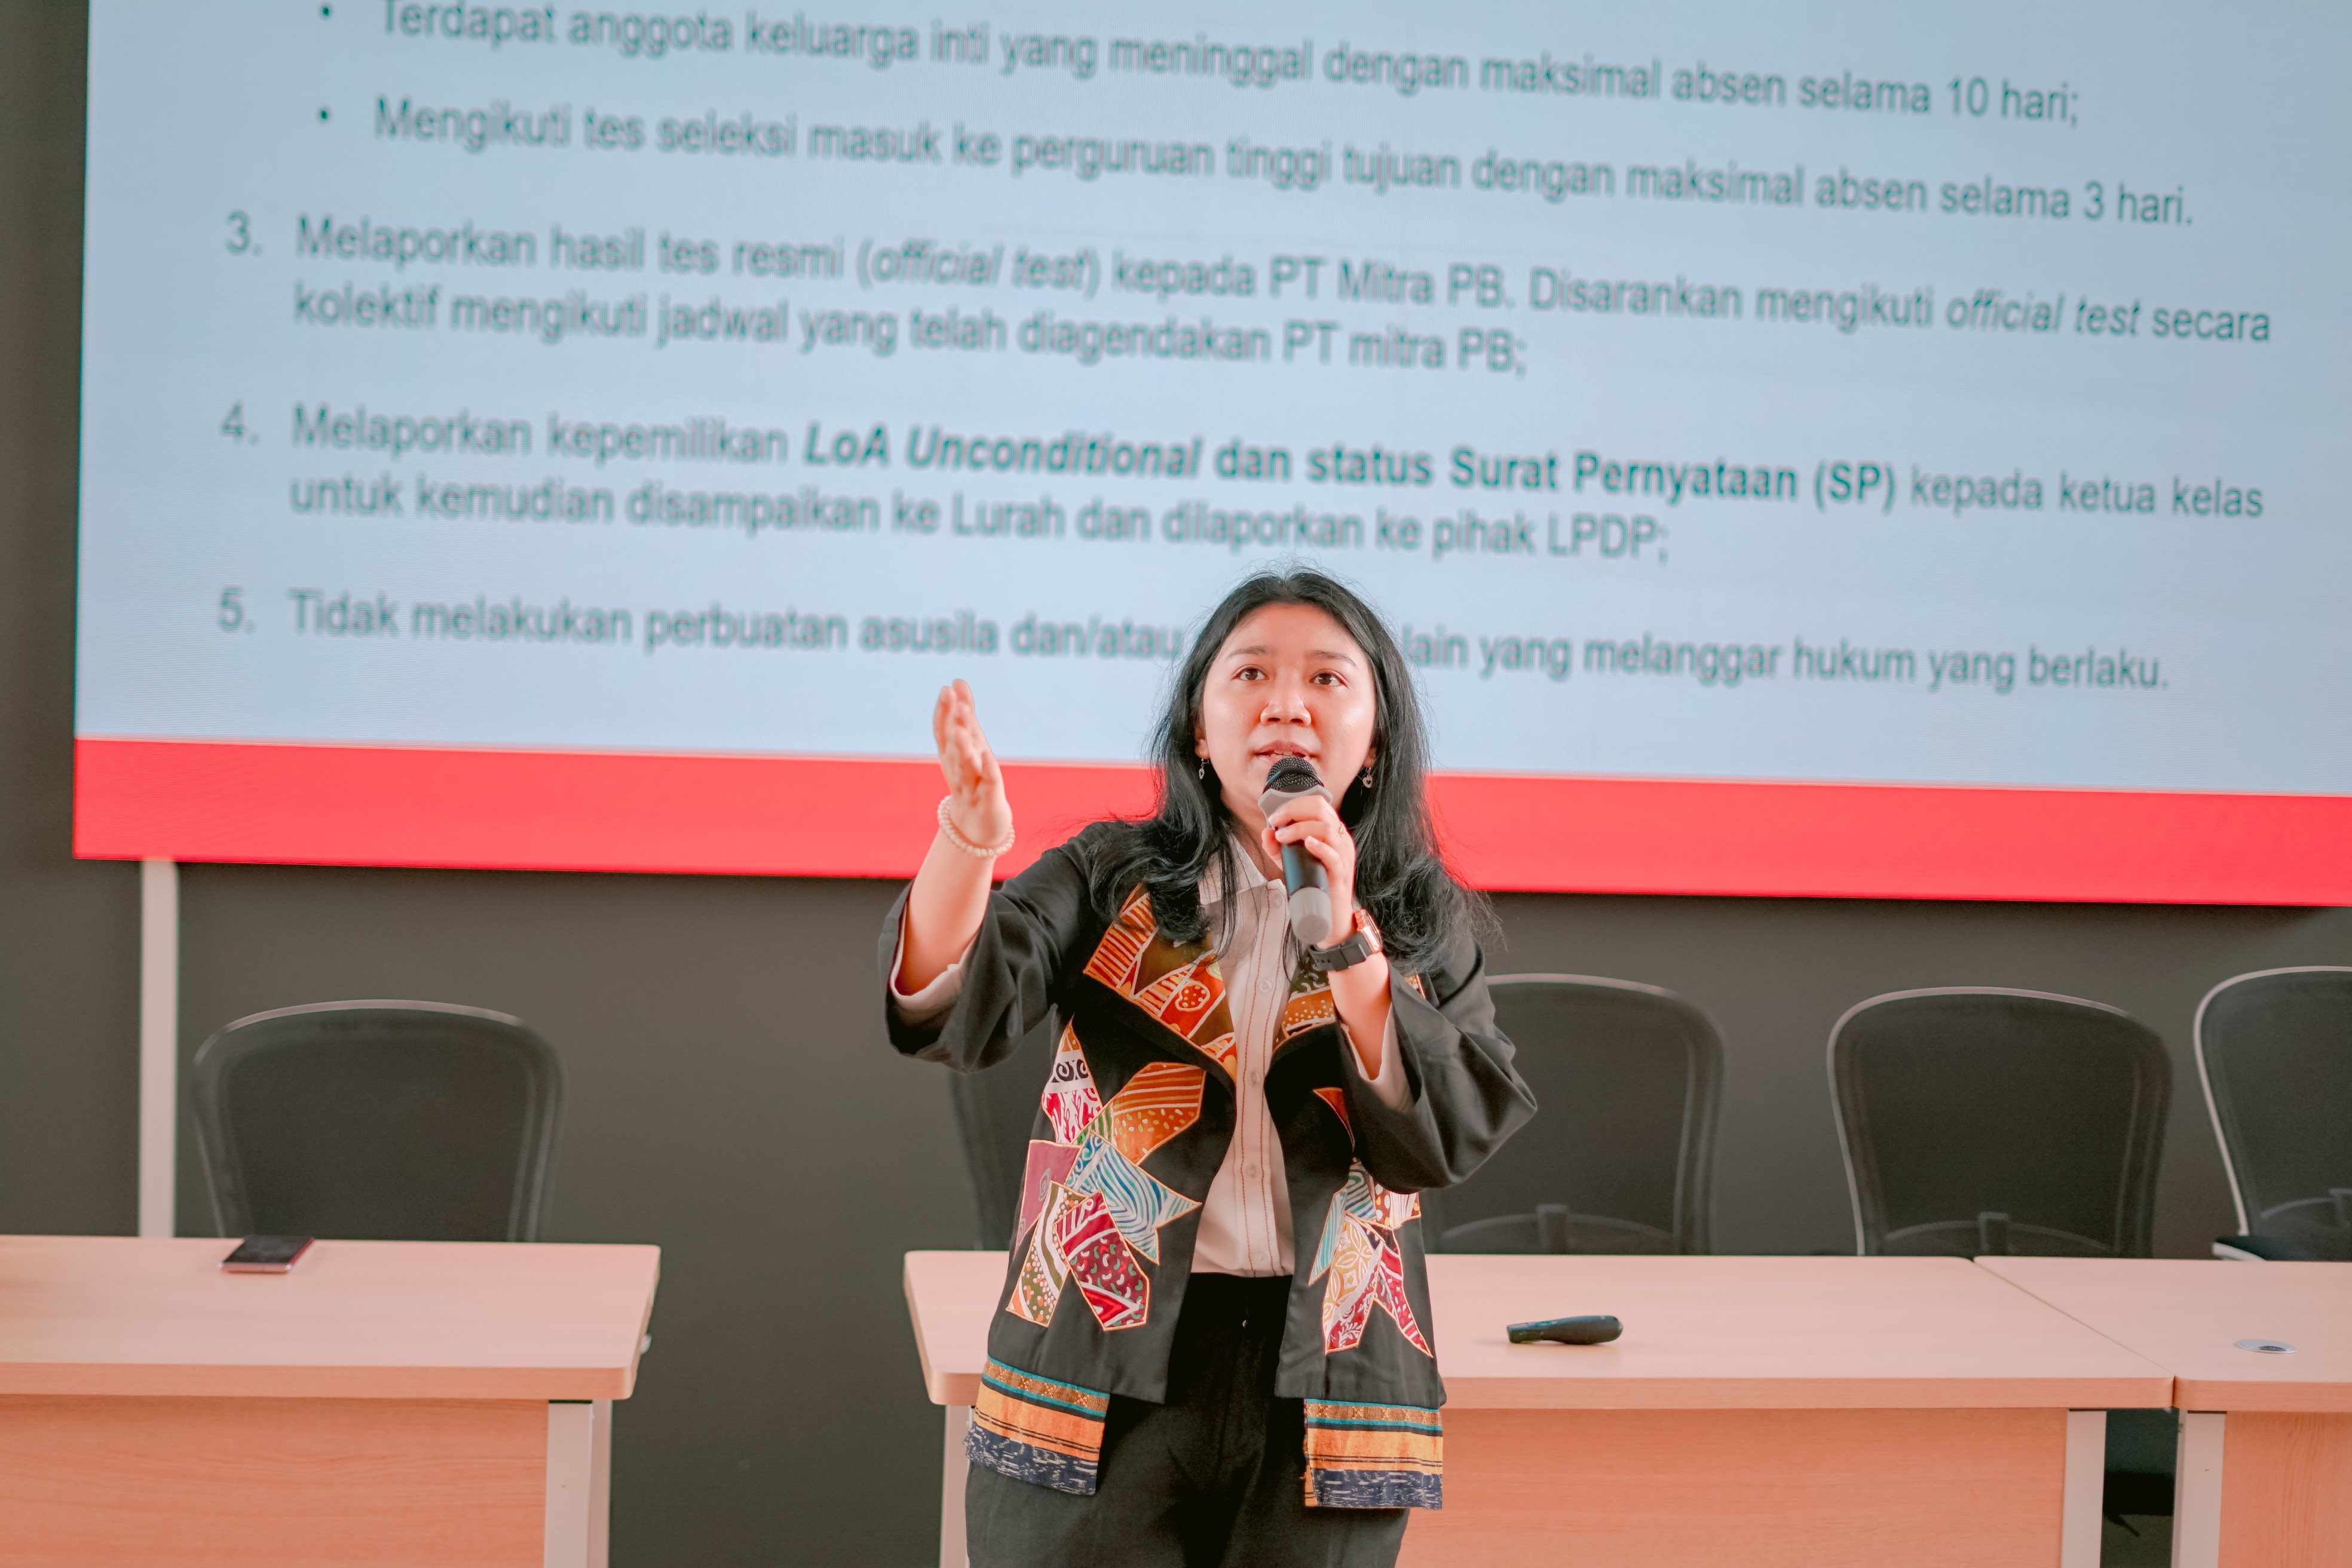 • Terdapat anggota keluarga inti yang meninggal dengan maksimal absen selama 10 hari;
• Mengikuti tes seleksi masuk ke perguruan tinggi tujuan dengan maksimal absen selama 3 hari.
3. Melaporkan hasil tes resmi (official test) kepada PT Mitra PB. Disarankan mengikuti official test secara
kolektif mengikuti jadwal yang telah diagendakan PT mitra PB;
4. Melaporkan kepemilikan LoA Unconditional dan status Surat Pernyataan (SP) kepada ketua kelas
untuk kemudian disampaikan ke Lurah dan dilaporkan ke pihak LPDP;
5. Tidak melakukan perbuatan asusila dan/atau lain yang melanggar hukum yang berlaku.